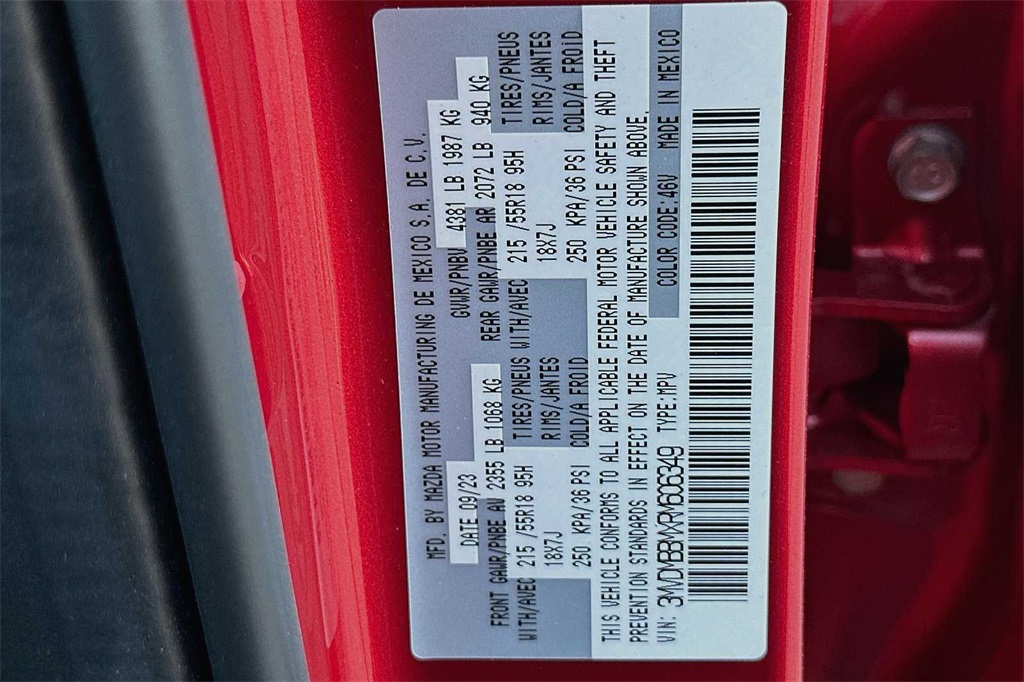 MFD. BY MAZDA MOTOR MANUFACTURING DE MEXICO S.A. DE C.V.
DATE 09/23 GVWR/PNBV 4381 LB 1987 KG
FRONT GAWR/PNBE AV 2355 LB 1068 KG REAR GAWR/PNBE AR 2072 LB 940 KG
WITH/AVEC 215 /55R18 95H TIRES/PNEUS WITH/AVEC 215 /55R18 95H TIRES/PNEUS
18X7J RIMS/JANTES 18X7J RIMS/JANTES
250 KPA/36 PSI COLD/A FROID 250 KPA/36 PSI COLD/A FROID
THIS VEHICLE CONFORMS TO ALL APPLICABLE FEDERAL MOTOR VEHICLE SAFETY AND THEFT
PREVENTION STANDARDS IN EFFECT ON THE DATE OF MANUFACTURE SHOWN ABOVE.
VIN: 3MVDMBBMXRM606349 TYPE:MPV COLOR CODE:46V MADE IN MEXICO